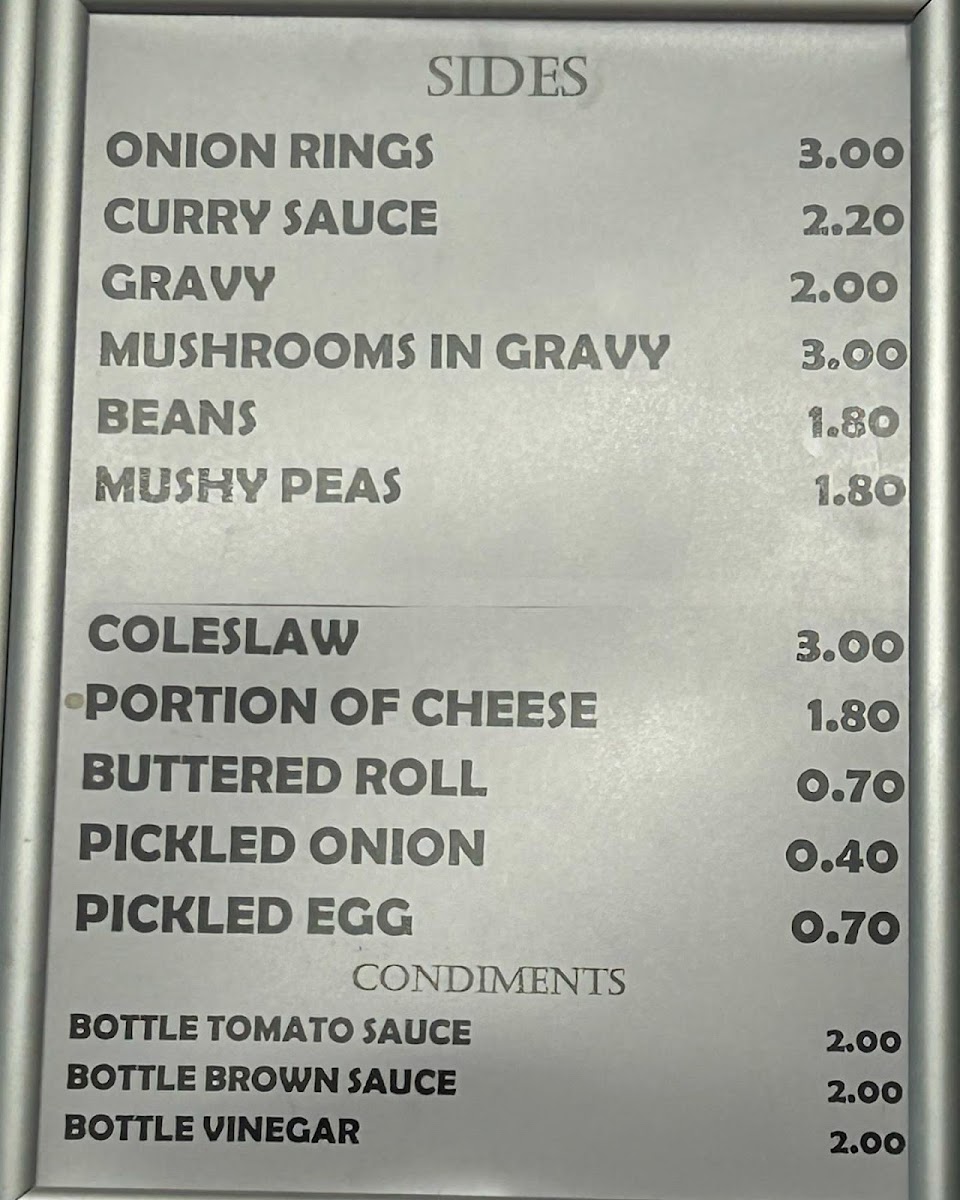 SIDES
ONION RINGS 3.00
CURRY SAUCE 2.20
GRAVY 2.00
MUSHROOMS IN GRAVY 3.00
BEANS 1.80
MUSHY PEAS 1.80
COLESLAW 3.00
PORTION OF CHEESE 1.80
BUTTERED ROLL 0.70
PICKLED ONION 0.40
PICKLED EGG 0.70
CONDIMENTS
BOTTLE TOMATO SAUCE 2.00
BOTTLE BROWN SAUCE 2.00
BOTTLE VINEGAR 2.00